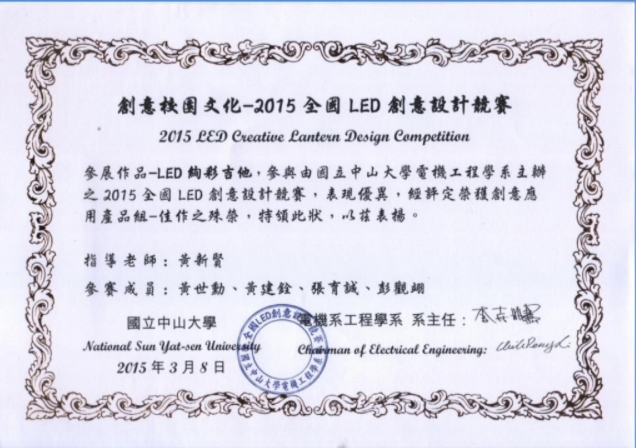 創意校園文化-2015 全國 LED 創意設計競賽
2015 LED Creative Lantern Design Competition
參展作品-LED 絢彩吉他，參與由國立中山大學電機工程學系主辦
之 2015 全國 LED 創意設計競賽，表現優異，經評定榮獲創意應
用產品組-佳作之殊榮，特頒此狀，以茲表揚。
指導老師：黃新賢
參賽成員：黃世勳、黃建銓、張育誠、彭觀翊
國立中山大學 電機系工程學系 系主任：
National Sun Yat-sen University Chairman of Electrical Engineering:
2015 年 3 月 8 日